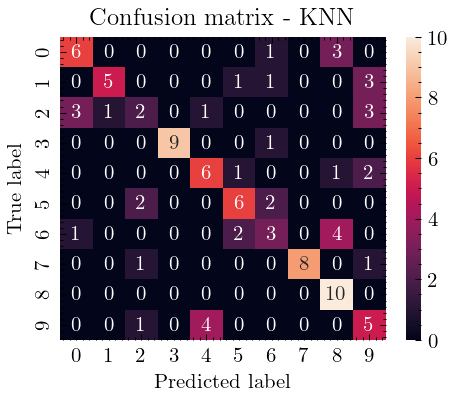 Confusion matrix - KNN
0 6 0 0 0 0 0 1 0 3 0
1 0 5 0 0 0 1 1 0 0 3
2 3 1 2 0 1 0 0 0 0 3
3 0 0 0 9 0 0 1 0 0 0
4 0 0 0 0 6 1 0 0 1 2
5 0 0 2 0 0 6 2 0 0 0
6 1 0 0 0 0 2 3 0 4 0
7 0 0 1 0 0 0 0 8 0 1
8 0 0 0 0 0 0 0 0 10 0
9 0 0 1 0 4 0 0 0 0 5
0 1 2 3 4 5 6 7 8 9
Predicted label
True label
10
8
6
4
2
0